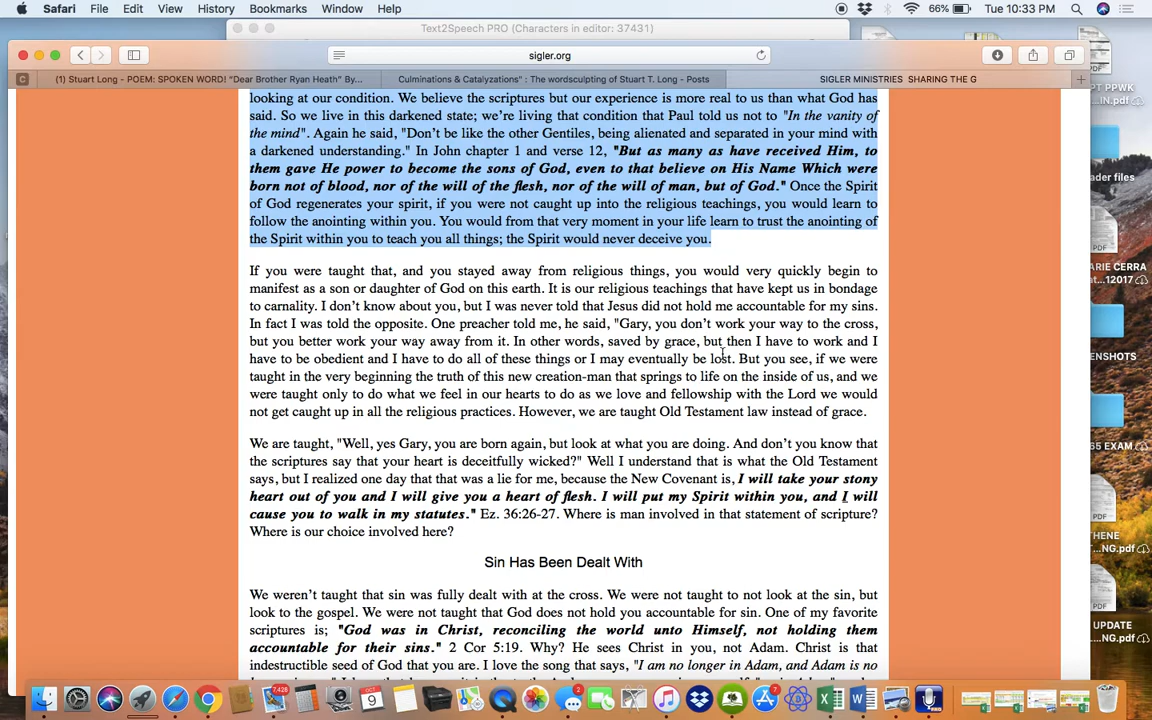 Safari File Edit View History Bookmarks Window Help 66% Tue 10:33 PM
Text2Speech PRO (Characters in editor: 37431)
sigler.org
(1) Stuart Long - POEM: SPOKEN WORD! "Dear Brother Ryan Heath" By... Culminations & Catalyzations" : The wordsculpting of Stuart T. Long - Posts SIGLER MINISTRIES SHARING THE G
looking at our condition. We believe the scriptures but our experience is more real to us than what God has
said. So we live in this darkened state; we're living that condition that Paul told us not to "In the vanity of
the mind". Again he said, "Don't be like the other Gentiles, being alienated and separated in your mind with
a darkened understanding." In John chapter 1 and verse 12, "But as many as have received Him, to
them gave He power to become the sons of God, even to that believe on His Name Which were
born not of blood, nor of the will of the flesh, nor of the will of man, but of God." Once the Spirit
of God regenerates your spirit, if you were not caught up into the religious teachings, you would learn to
follow the anointing within you. You would from that very moment in your life learn to trust the anointing of
the Spirit within you to teach you all things; the Spirit would never deceive you.
If you were taught that, and you stayed away from religious things, you would very quickly begin to
manifest as a son or daughter of God on this earth. It is our religious teachings that have kept us in bondage
to carnality. I don't know about you, but I was never told that Jesus did not hold me accountable for my sins.
In fact I was told the opposite. One preacher told me, he said, "Gary, you don't work your way to the cross,
but you better work your way away from it. In other words, saved by grace, but then I have to work and I
have to be obedient and I have to do all of these things or I may eventually be lost. But you see, if we were
taught in the very beginning the truth of this new creation-man that springs to life on the inside of us, and we
were taught only to do what we feel in our hearts to do as we love and fellowship with the Lord we would
not get caught up in all the religious practices. However, we are taught Old Testament law instead of grace.
We are taught, "Well, yes Gary, you are born again, but look at what you are doing. And don't you know that
the scriptures say that your heart is deceitfully wicked?" Well I understand that is what the Old Testament
says, but I realized one day that that was a lie for me, because the New Covenant is, I will take your stony
heart out of you and I will give you a heart of flesh. I will put my Spirit within you, and I will
cause you to walk in my statutes." Ez. 36:26-27. Where is man involved in that statement of scripture?
Where is our choice involved here?
Sin Has Been Dealt With
We weren't taught that sin was fully dealt with at the cross. We were not taught to not look at the sin, but
look to the gospel. We were not taught that God does not hold you accountable for sin. One of my favorite
scriptures is; "God was in Christ, reconciling the world unto Himself, not holding them
accountable for their sins." 2 Cor 5:19. Why? He sees Christ in you, not Adam. Christ is that
indestructible seed of God that you are. I love the song that says, "I am no longer in Adam, and Adam is no
PT PPWK
IN.pdf
ader files
PDF
ARIE CERRA
12017
ENSHOTS
65 EXAM
PDF
THENE
NG.pdf
PDF
UPDATE
FORM
7,428
OCT
9
2
7